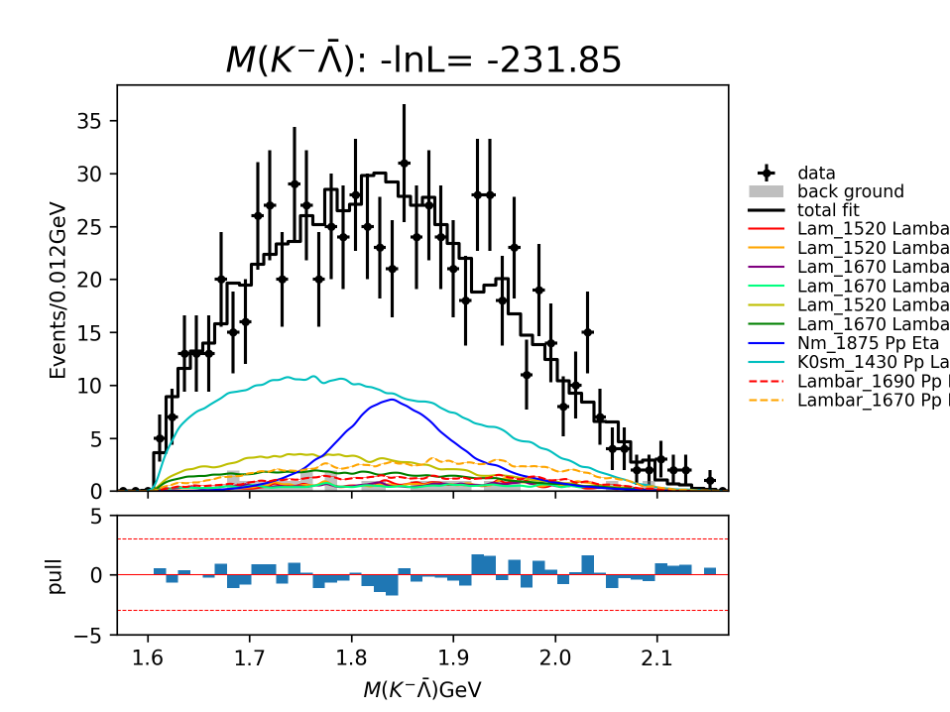 M(K⁻Λ̄): -lnL= -231.85
Events/0.012GeV
35
30
25
20
15
10
5
0
data
back ground
total fit
Lam_1520 Lamba
Lam_1520 Lamba
Lam_1670 Lamba
Lam_1670 Lamba
Lam_1520 Lamba
Lam_1670 Lamba
Nm_1875 Pp Eta
K0sm_1430 Pp La
Lambar_1690 Pp
Lambar_1670 Pp
pull
5
0
−5
1.6 1.7 1.8 1.9 2.0 2.1
M(K⁻Λ̄)GeV